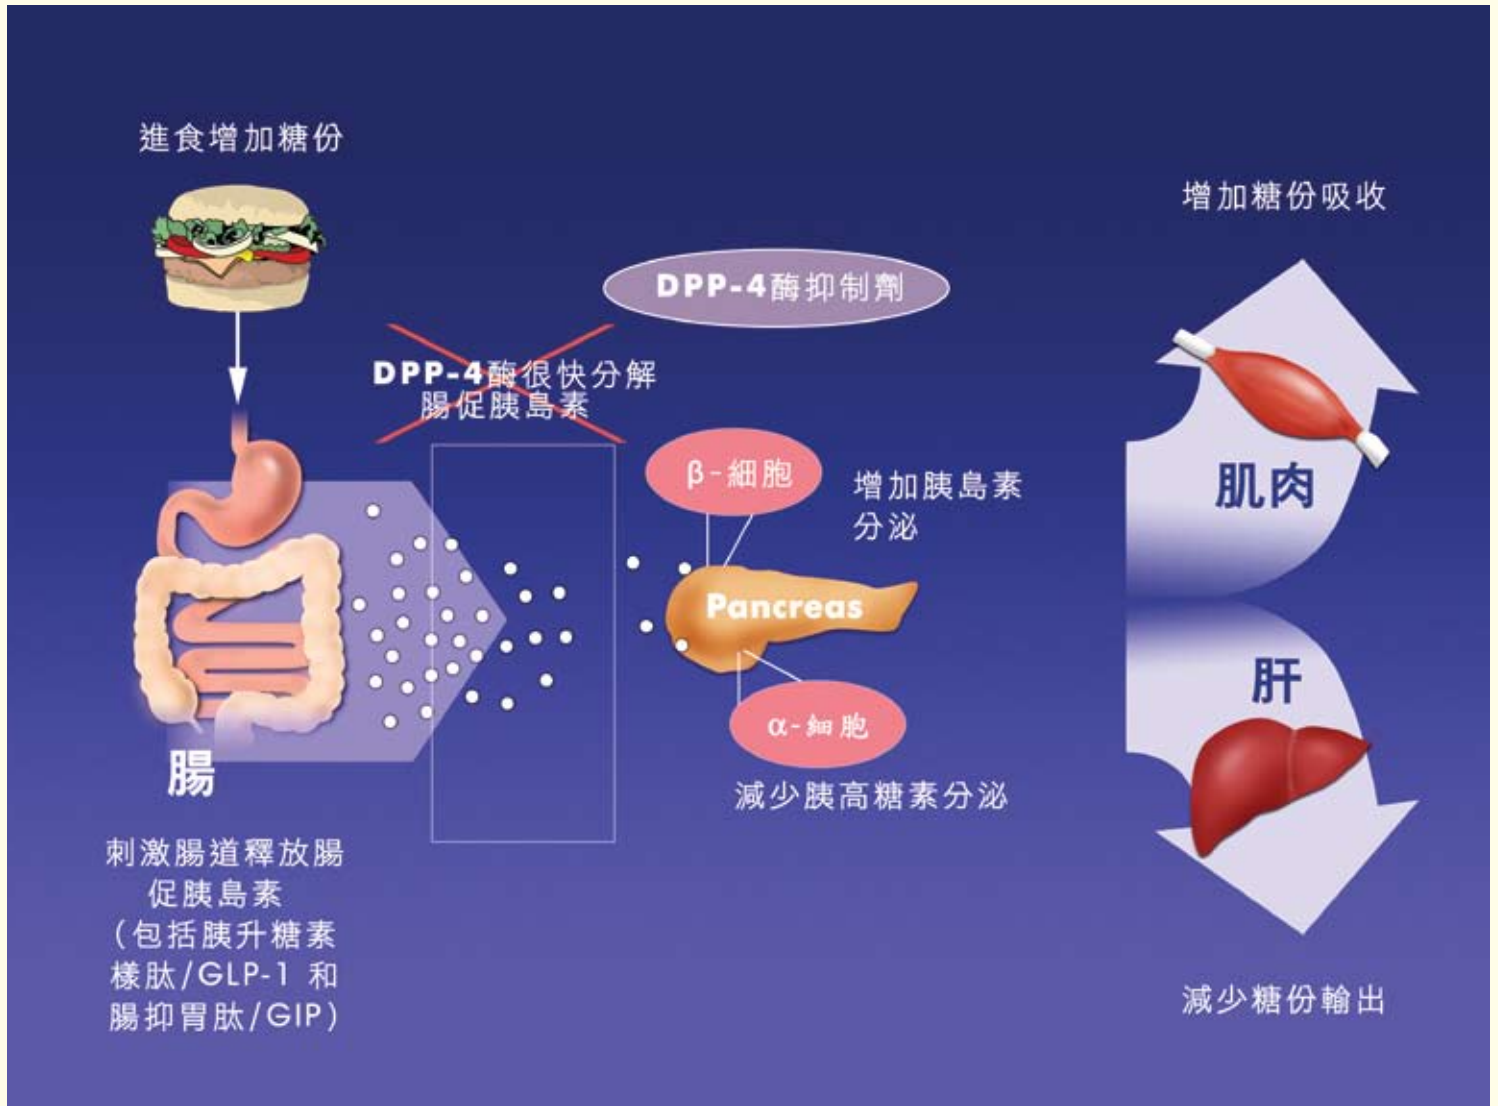 進食增加糖份
增加糖份吸收
DPP-4酶抑制劑
DPP-4酶很快分解
腸促胰島素
β-細胞
增加胰島素
分泌
肌肉
Pancreas
肝
α-細胞
腸
減少胰高糖素分泌
刺激腸道釋放腸
促胰島素
（包括胰升糖素
樣肽/GLP-1 和
腸抑胃肽/GIP）
減少糖份輸出